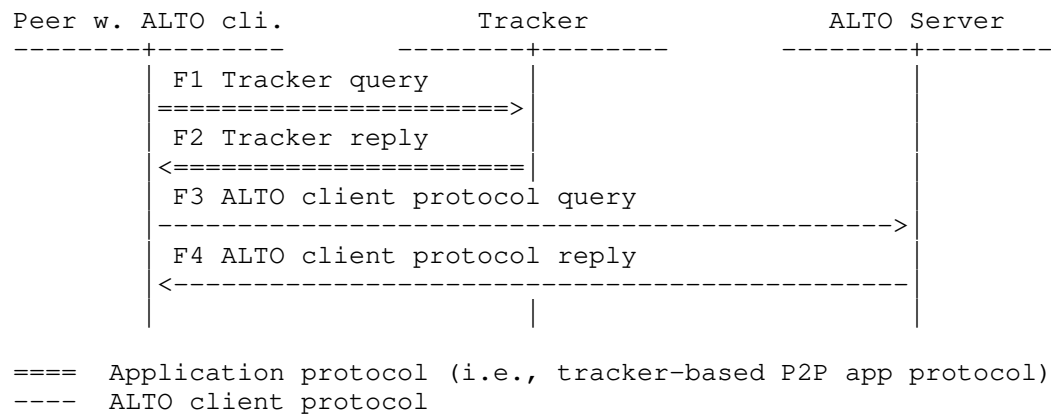 Peer w. ALTO cli.            Tracker               ALTO Server
--------+--------       --------+--------       --------+--------
        | F1 Tracker query      |                       |
        |======================>|                       |
        | F2 Tracker reply      |                       |
        |<======================|                       |
        | F3 ALTO client protocol query                 |
        |---------------------------------------------->|
        | F4 ALTO client protocol reply                 |
        |<----------------------------------------------|
        |                       |                       |
====  Application protocol (i.e., tracker-based P2P app protocol)
----  ALTO client protocol